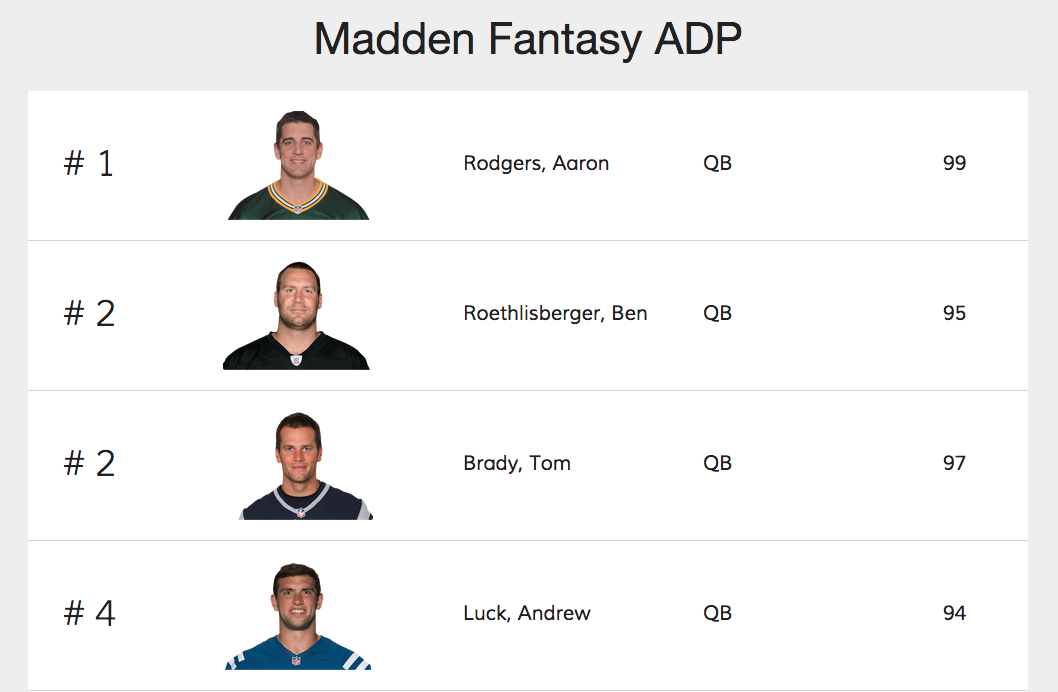 Madden Fantasy ADP
# 1 Rodgers, Aaron QB 99
# 2 Roethlisberger, Ben QB 95
# 2 Brady, Tom QB 97
# 4 Luck, Andrew QB 94